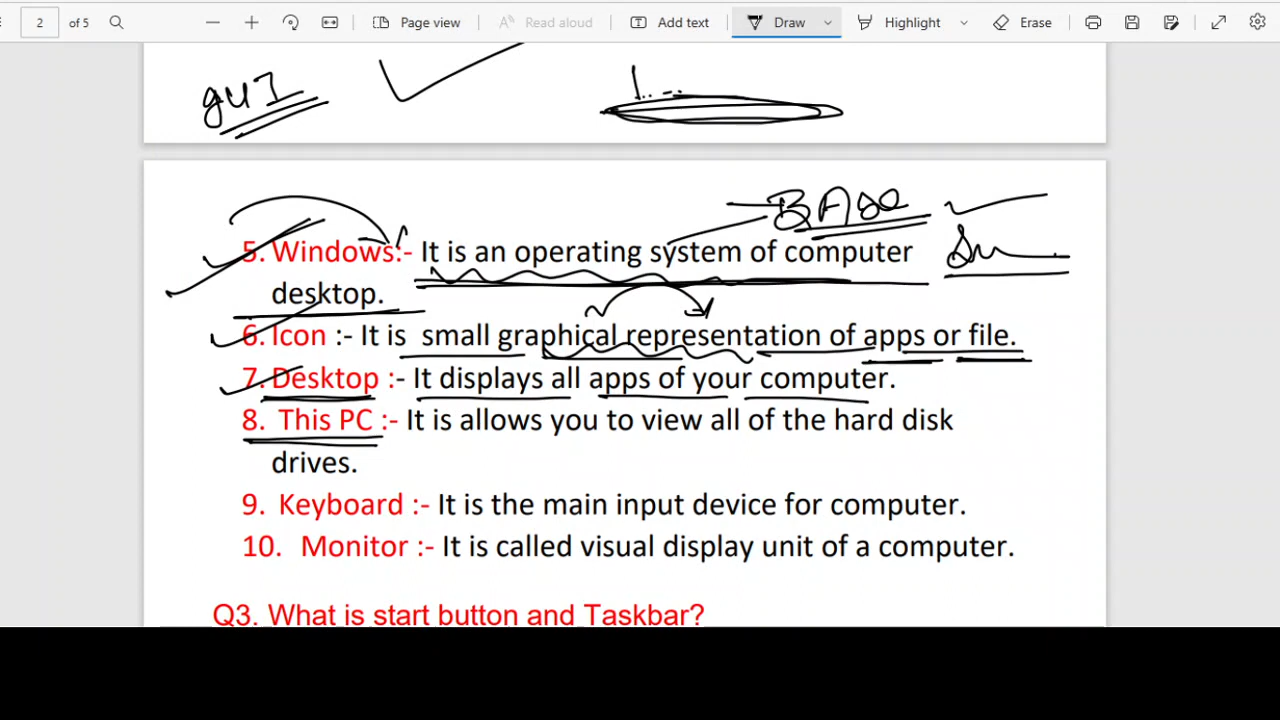 2 of 5 Page view Read aloud Add text Draw Highlight Erase
guI
BASe
5. Windows:- It is an operating system of computer
desktop.
6. Icon :- It is small graphical representation of apps or file.
7. Desktop :- It displays all apps of your computer.
8. This PC :- It is allows you to view all of the hard disk
drives.
9. Keyboard :- It is the main input device for computer.
10. Monitor :- It is called visual display unit of a computer.
Q3. What is start button and Taskbar?